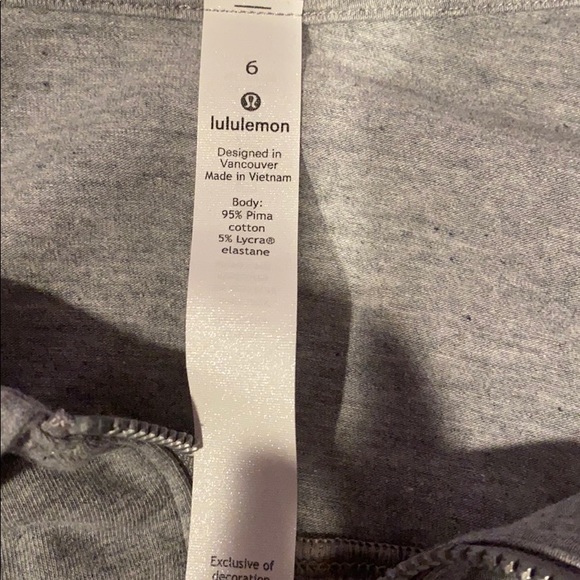 6
lululemon
Designed in
Vancouver
Made in Vietnam
Body:
95% Pima
cotton
5% Lycra®
elastane
Exclusive of
decoration